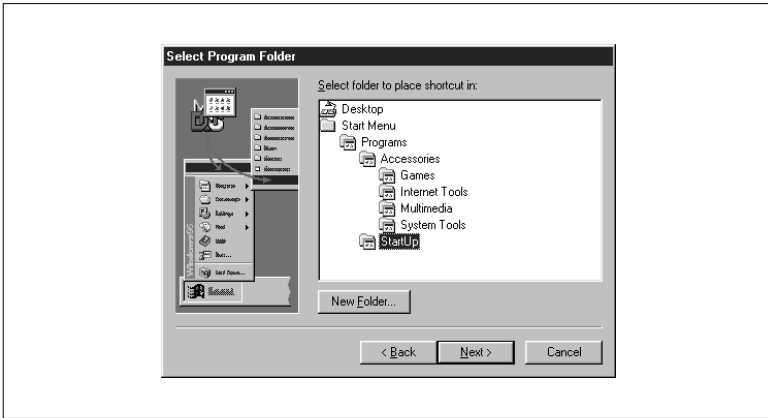 Select Program Folder
Select folder to place shortcut in:
Desktop
Start Menu
Programs
Accessories
Games
Internet Tools
Multimedia
System Tools
StartUp
New Folder...
Windows95
< Back
Next >
Cancel